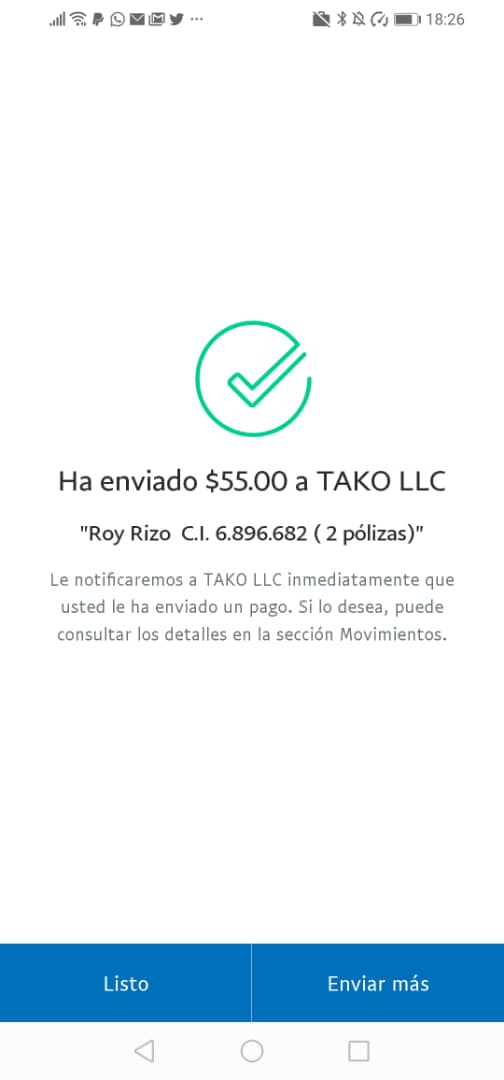 18:26
Ha enviado $55.00 a TAKO LLC
"Roy Rizo C.I. 6.896.682 ( 2 pólizas)"
Le notificaremos a TAKO LLC inmediatamente que
usted le ha enviado un pago. Si lo desea, puede
consultar los detalles en la sección Movimientos.
Listo
Enviar más